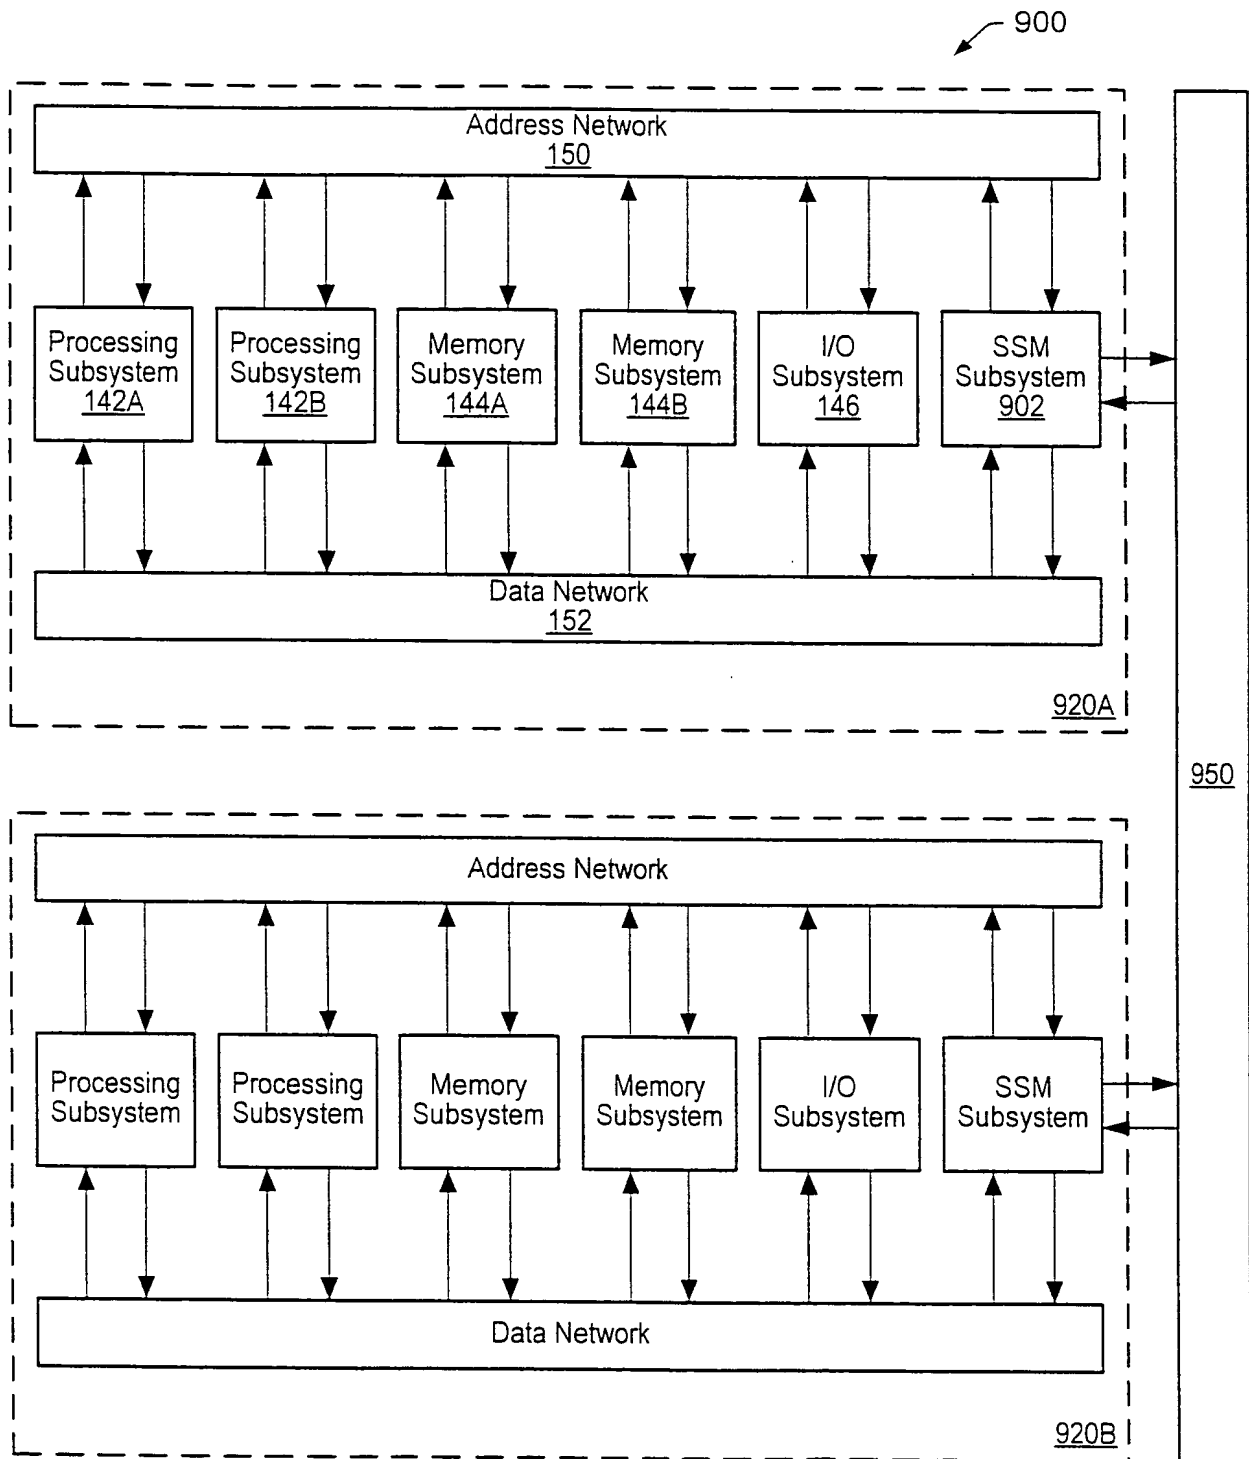 900
Address Network
150
Processing
Subsystem
142A
Processing
Subsystem
142B
Memory
Subsystem
144A
Memory
Subsystem
144B
I/O
Subsystem
146
SSM
Subsystem
902
Data Network
152
920A
950
Address Network
Processing
Subsystem
Processing
Subsystem
Memory
Subsystem
Memory
Subsystem
I/O
Subsystem
SSM
Subsystem
Data Network
920B